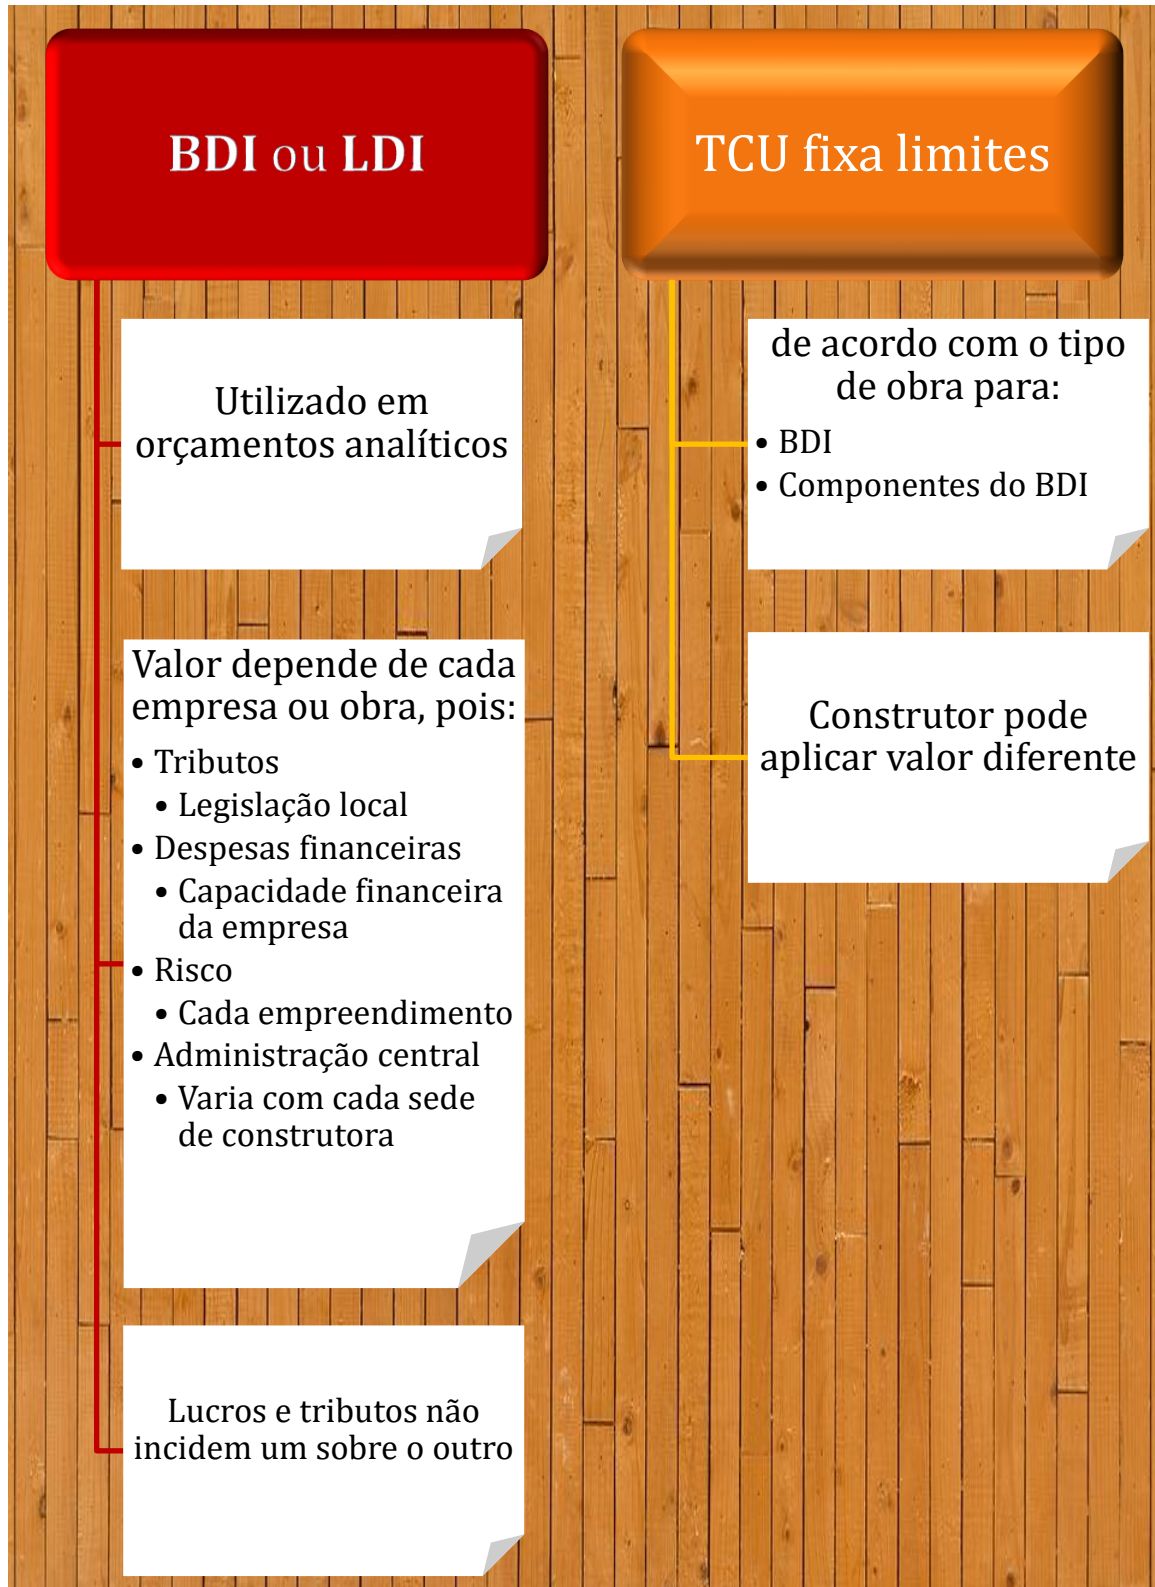 BDI ou LDI
Utilizado em
orçamentos analíticos
Valor depende de cada
empresa ou obra, pois:
• Tributos
• Legislação local
• Despesas financeiras
• Capacidade financeira
da empresa
• Risco
• Cada empreendimento
• Administração central
• Varia com cada sede
de construtora
Lucros e tributos não
incidem um sobre o outro
TCU fixa limites
de acordo com o tipo
de obra para:
• BDI
• Componentes do BDI
Construtor pode
aplicar valor diferente